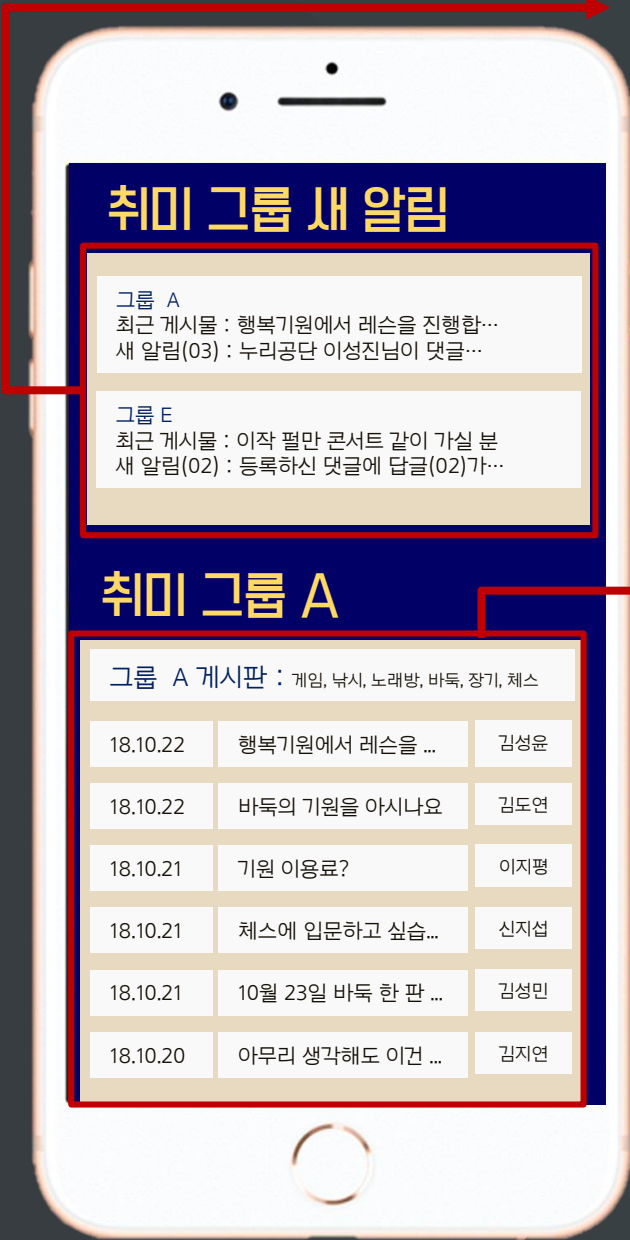 취미 그룹 새 알림
그룹 A
최근 게시물 : 행복기원에서 레슨을 진행합…
새 알림(03) : 누리공단 이성진님이 댓글…
그룹 E
최근 게시물 : 이작 펄만 콘서트 같이 가실 분
새 알림(02) : 등록하신 댓글에 답글(02)가…
취미 그룹 A
그룹 A 게시판 : 게임, 낚시, 노래방, 바둑, 장기, 체스
18.10.22 행복기원에서 레슨을 ... 김성윤
18.10.22 바둑의 기원을 아시나요 김도연
18.10.21 기원 이용료? 이지평
18.10.21 체스에 입문하고 싶습... 신지섭
18.10.21 10월 23일 바둑 한 판 ... 김성민
18.10.20 아무리 생각해도 이건 ... 김지연